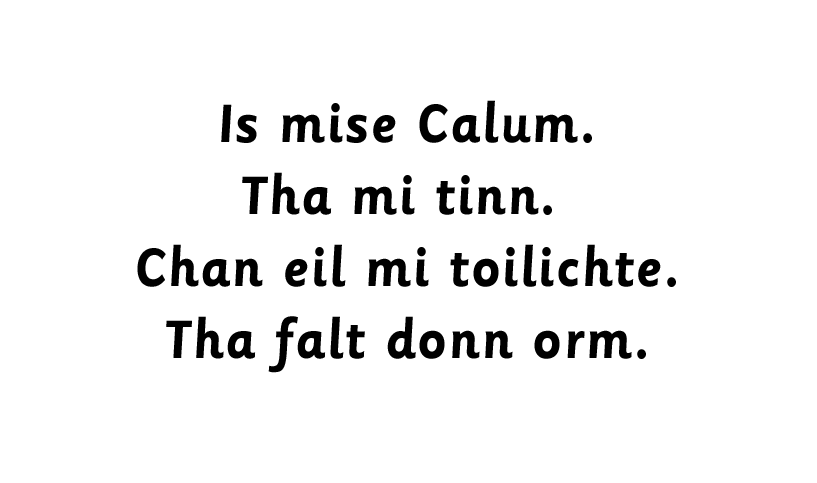 Is mise Calum.
Tha mi tinn.
Chan eil mi toilichte.
Tha falt donn orm.